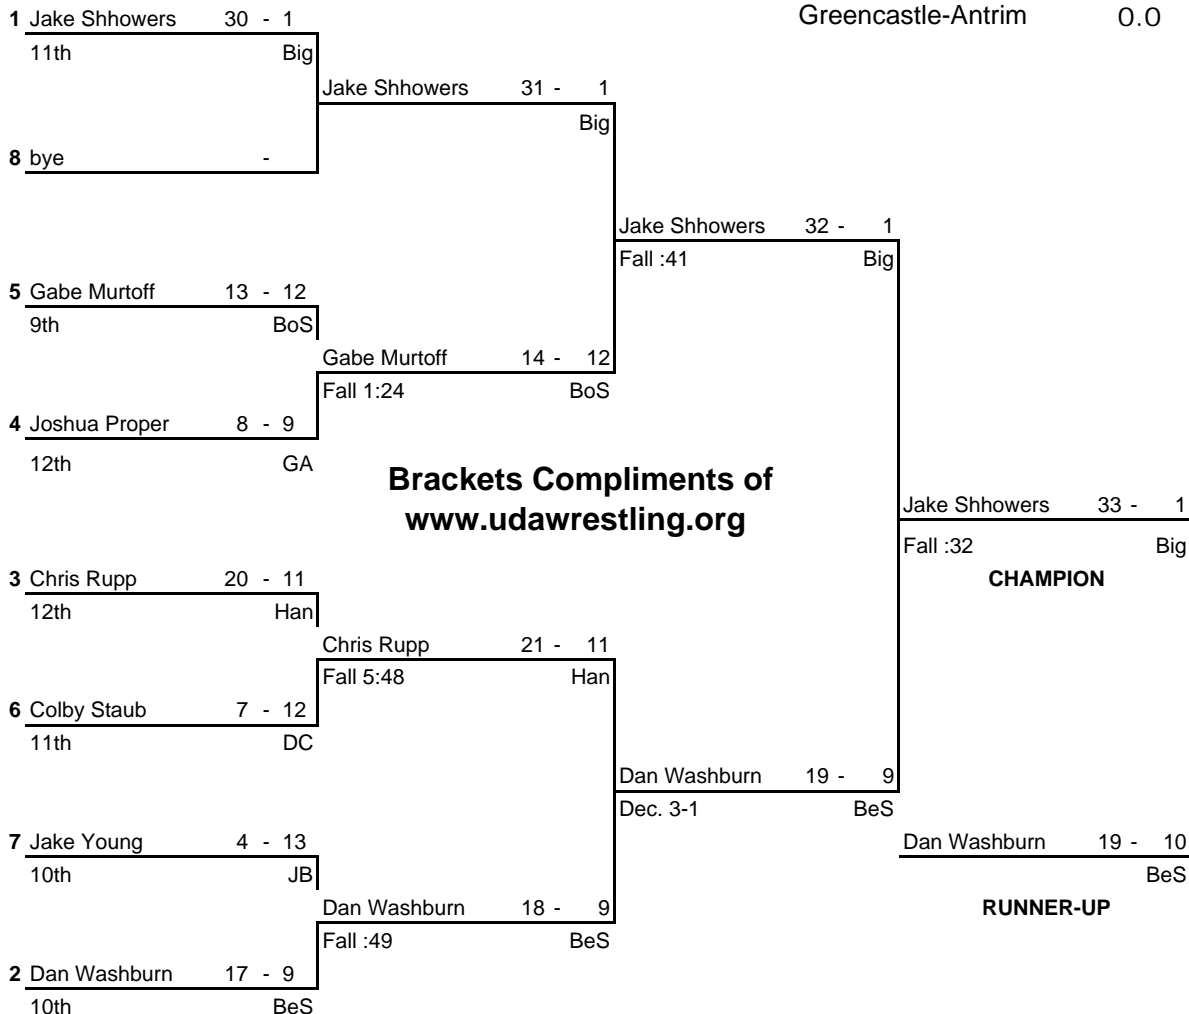 1 Jake Shhowers 30 - 1 Greencastle-Antrim 0.0
11th Big
Jake Shhowers 31 - 1
Big
8 bye -
Jake Shhowers 32 - 1
Fall :41 Big
5 Gabe Murtoff 13 - 12
9th BoS
Gabe Murtoff 14 - 12
Fall 1:24 BoS
4 Joshua Proper 8 - 9
12th GA
Brackets Compliments of
www.udawrestling.org
Jake Shhowers 33 - 1
Fall :32 Big
CHAMPION
3 Chris Rupp 20 - 11
12th Han
Chris Rupp 21 - 11
Fall 5:48 Han
6 Colby Staub 7 - 12
11th DC
Dan Washburn 19 - 9
Dec. 3-1 BeS
7 Jake Young 4 - 13
10th JB
Dan Washburn 19 - 10
BeS
Dan Washburn 18 - 9
RUNNER-UP
Fall :49 BeS
2 Dan Washburn 17 - 9
10th BeS